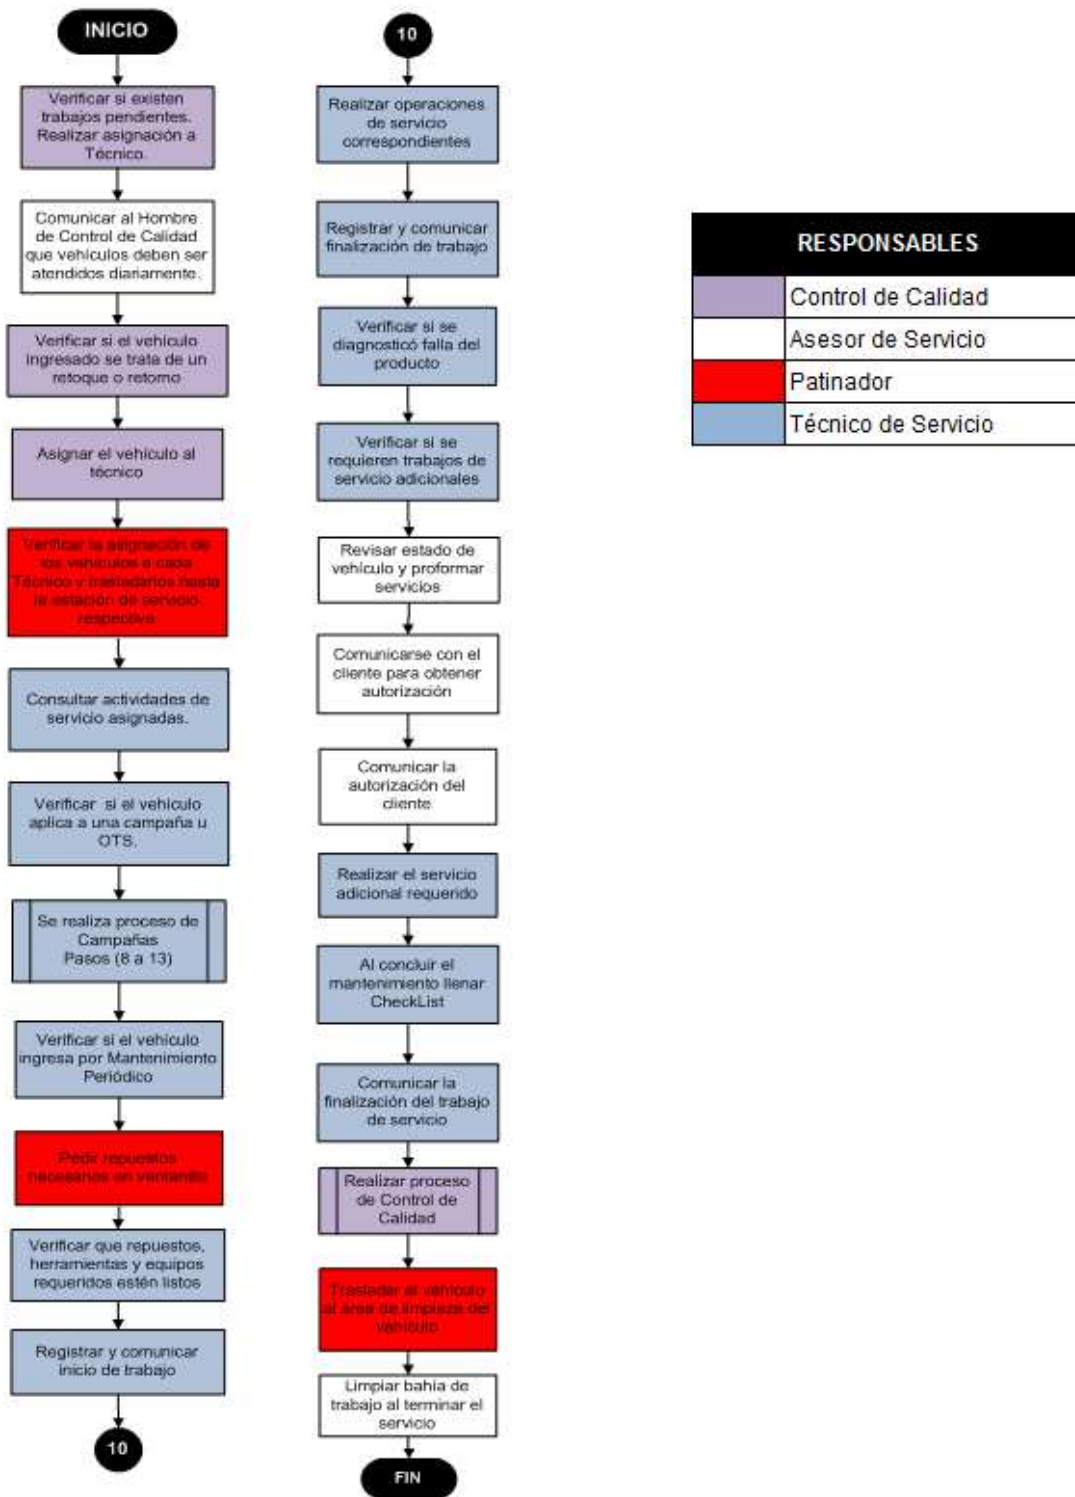 INICIO
Verificar si existen
trabajos pendientes.
Realizar asignación a
Técnico.
Comunicar al Hombre
de Control de Calidad
que vehículos deben ser
atendidos diariamente.
Verificar si el vehículo
ingresado se trata de un
retoque o retorno
Asignar el vehículo al
técnico
Verificar la asignación de
los vehículos a cada
Técnico y trasladarlos hasta
la estación de servicio
respectiva
Consultar actividades de
servicio asignadas.
Verificar si el vehículo
aplica a una campaña u
OTS.
Se realiza proceso de
Campañas
Pasos (8 a 13)
Verificar si el vehículo
ingresa por Mantenimiento
Periódico
Pedir repuestos
necesarios en ventanilla
Verificar que repuestos,
herramientas y equipos
requeridos estén listos
Registrar y comunicar
inicio de trabajo
10
10
Realizar operaciones
de servicio
correspondientes
Registrar y comunicar
finalización de trabajo
Verificar si se
diagnosticó falla del
producto
Verificar si se
requieren trabajos de
servicio adicionales
Revisar estado de
vehículo y proformar
servicios
Comunicarse con el
cliente para obtener
autorización
Comunicar la
autorización del
cliente
Realizar el servicio
adicional requerido
Al concluir el
mantenimiento llenar
CheckList
Comunicar la
finalización del trabajo
de servicio
Realizar proceso
de Control de
Calidad
Trasladar el vehículo
al área de limpieza del
vehículo
Limpiar bahía de
trabajo al terminar el
servicio
FIN
RESPONSABLES
Control de Calidad
Asesor de Servicio
Patinador
Técnico de Servicio